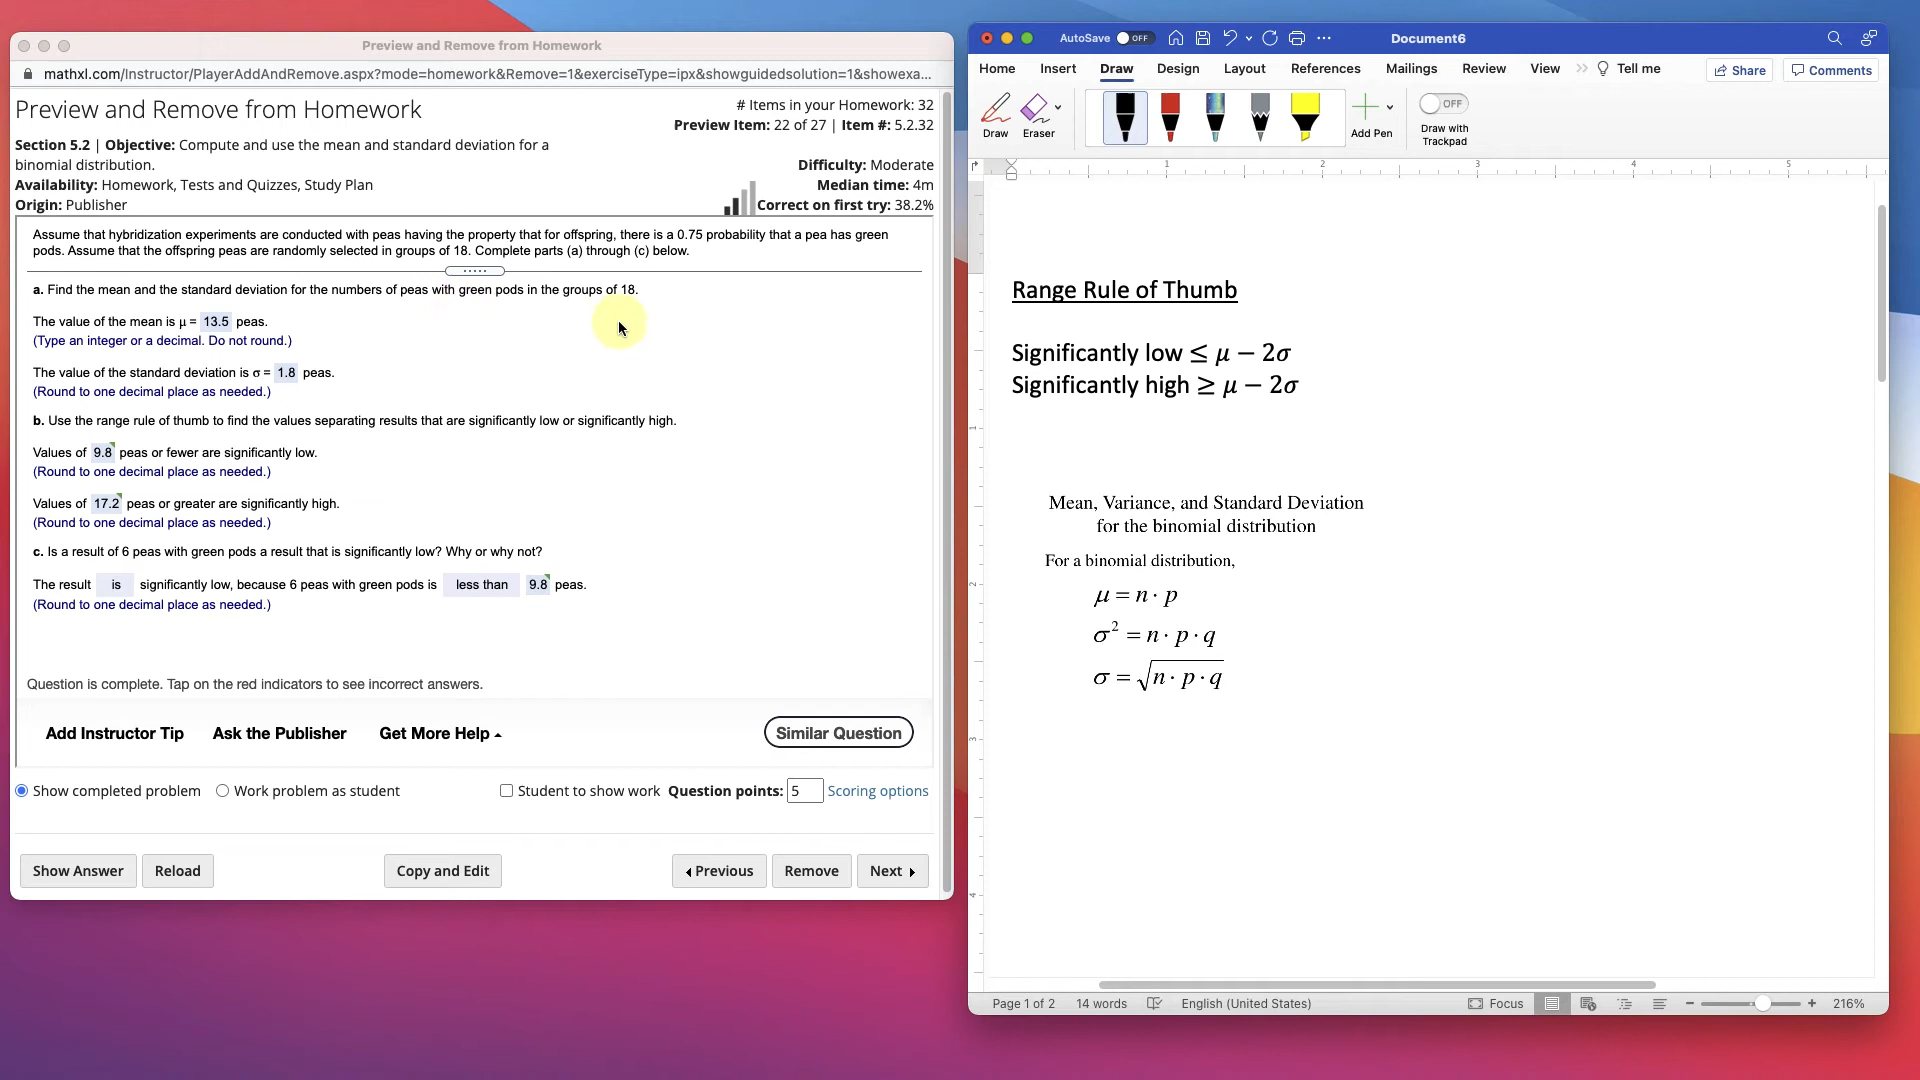 Preview and Remove from Homework
mathxl.com/Instructor/PlayerAddAndRemove.aspx?mode=homework&Remove=1&exerciseType=ipx&showguidedsolution=1&showexa...
Preview and Remove from Homework
# Items in your Homework: 32
Preview Item: 22 of 27 | Item #: 5.2.32
Section 5.2 | Objective: Compute and use the mean and standard deviation for a
binomial distribution.
Difficulty: Moderate
Availability: Homework, Tests and Quizzes, Study Plan
Median time: 4m
Origin: Publisher
Correct on first try: 38.2%
Assume that hybridization experiments are conducted with peas having the property that for offspring, there is a 0.75 probability that a pea has green
pods. Assume that the offspring peas are randomly selected in groups of 18. Complete parts (a) through (c) below.
a. Find the mean and the standard deviation for the numbers of peas with green pods in the groups of 18.
The value of the mean is μ = 13.5 peas.
(Type an integer or a decimal. Do not round.)
The value of the standard deviation is σ = 1.8 peas.
(Round to one decimal place as needed.)
b. Use the range rule of thumb to find the values separating results that are significantly low or significantly high.
Values of 9.8 peas or fewer are significantly low.
(Round to one decimal place as needed.)
Values of 17.2 peas or greater are significantly high.
(Round to one decimal place as needed.)
c. Is a result of 6 peas with green pods a result that is significantly low? Why or why not?
The result is significantly low, because 6 peas with green pods is less than 9.8 peas.
(Round to one decimal place as needed.)
Question is complete. Tap on the red indicators to see incorrect answers.
Add Instructor Tip Ask the Publisher Get More Help Similar Question
Show completed problem Work problem as student Student to show work Question points: 5 Scoring options
Show Answer Reload Copy and Edit Previous Remove Next
AutoSave OFF Document6
Home Insert Draw Design Layout References Mailings Review View Tell me Share Comments
OFF
Draw Eraser Add Pen Draw with
Trackpad
1 2 3 4 5
Range Rule of Thumb
Significantly low ≤ μ − 2σ
Significantly high ≥ μ − 2σ
1
Mean, Variance, and Standard Deviation
for the binomial distribution
For a binomial distribution,
2
μ = n · p
σ² = n · p · q
σ = √n · p · q
3
4
Page 1 of 2 14 words English (United States) Focus 216%